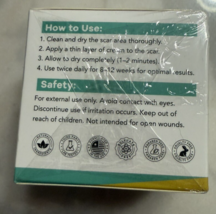 How to Use:
1. Clean and dry the scar area thoroughly.
2. Apply a thin layer of cream to the scar.
3. Allow to dry completely (1–2 minutes).
4. Use twice daily for 8–12 weeks for optimal results.
Safety:
For external use only. Avoid contact with eyes.
Discontinue use if irritation occurs. Keep out of
reach of children. Not intended for open wounds.